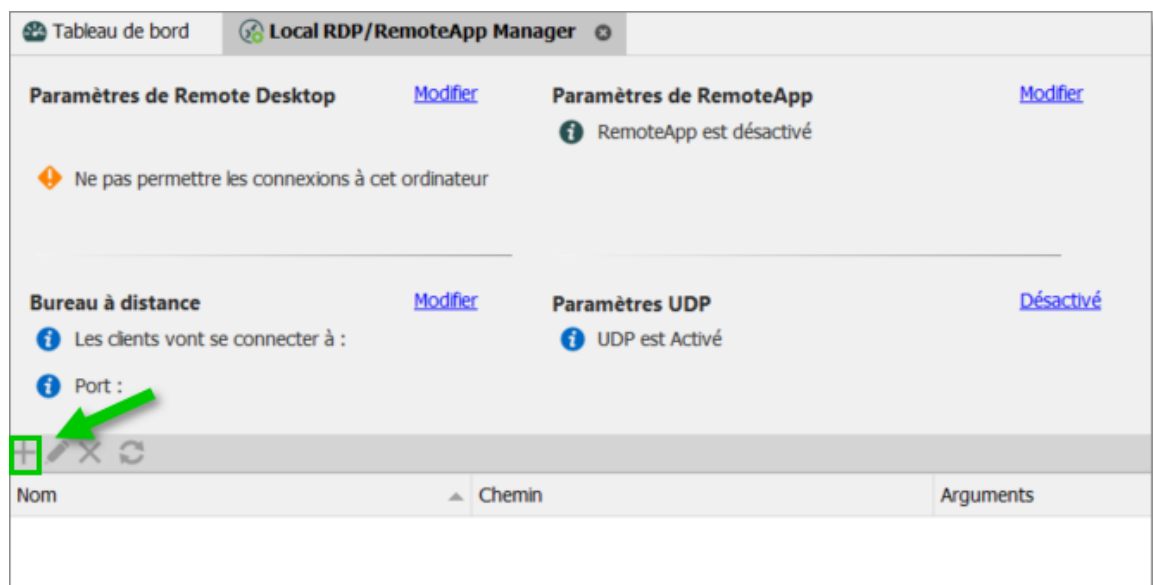 Tableau de bord
Local RDP/RemoteApp Manager
Paramètres de Remote Desktop
Modifier
Paramètres de RemoteApp
Modifier
RemoteApp est désactivé
Ne pas permettre les connexions à cet ordinateur
Bureau à distance
Modifier
Paramètres UDP
Désactivé
Les clients vont se connecter à :
UDP est Activé
Port :
Nom
Chemin
Arguments